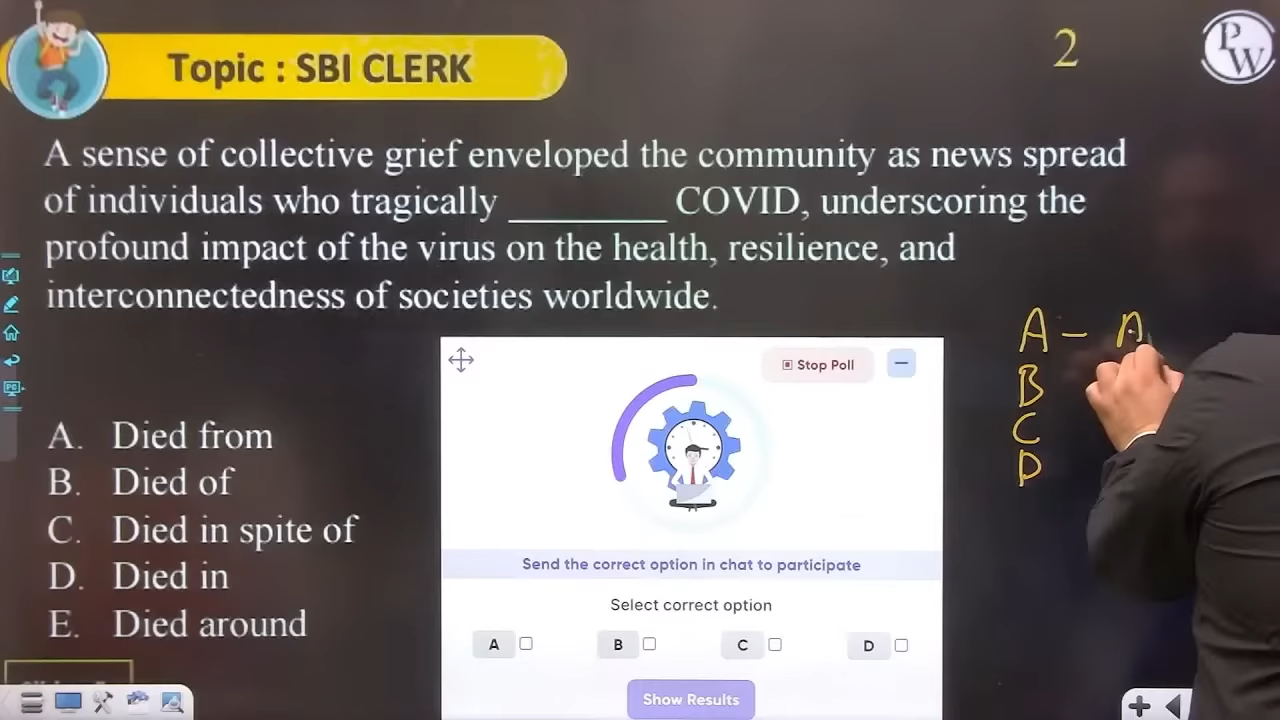 Topic : SBI CLERK
2
PW
A sense of collective grief enveloped the community as news spread
of individuals who tragically _________ COVID, underscoring the
profound impact of the virus on the health, resilience, and
interconnectedness of societies worldwide.
A. Died from
B. Died of
C. Died in spite of
D. Died in
E. Died around
Stop Poll
Send the correct option in chat to participate
Select correct option
A
B
C
D
Show Results
A - A
B
C
D
PC